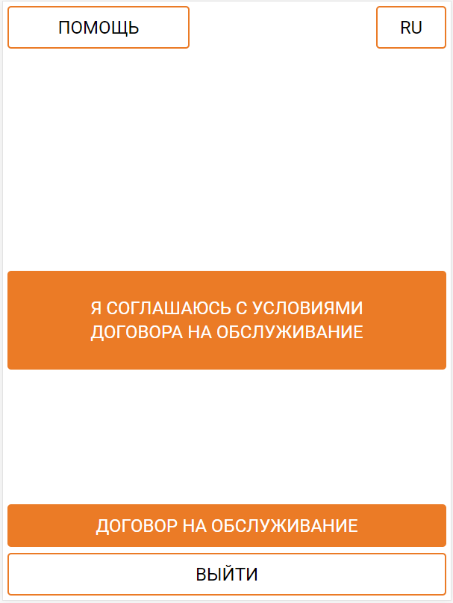 ПОМОЩЬ
RU
Я СОГЛАШАЮСЬ С УСЛОВИЯМИ
ДОГОВОРА НА ОБСЛУЖИВАНИЕ
ДОГОВОР НА ОБСЛУЖИВАНИЕ
ВЫЙТИ